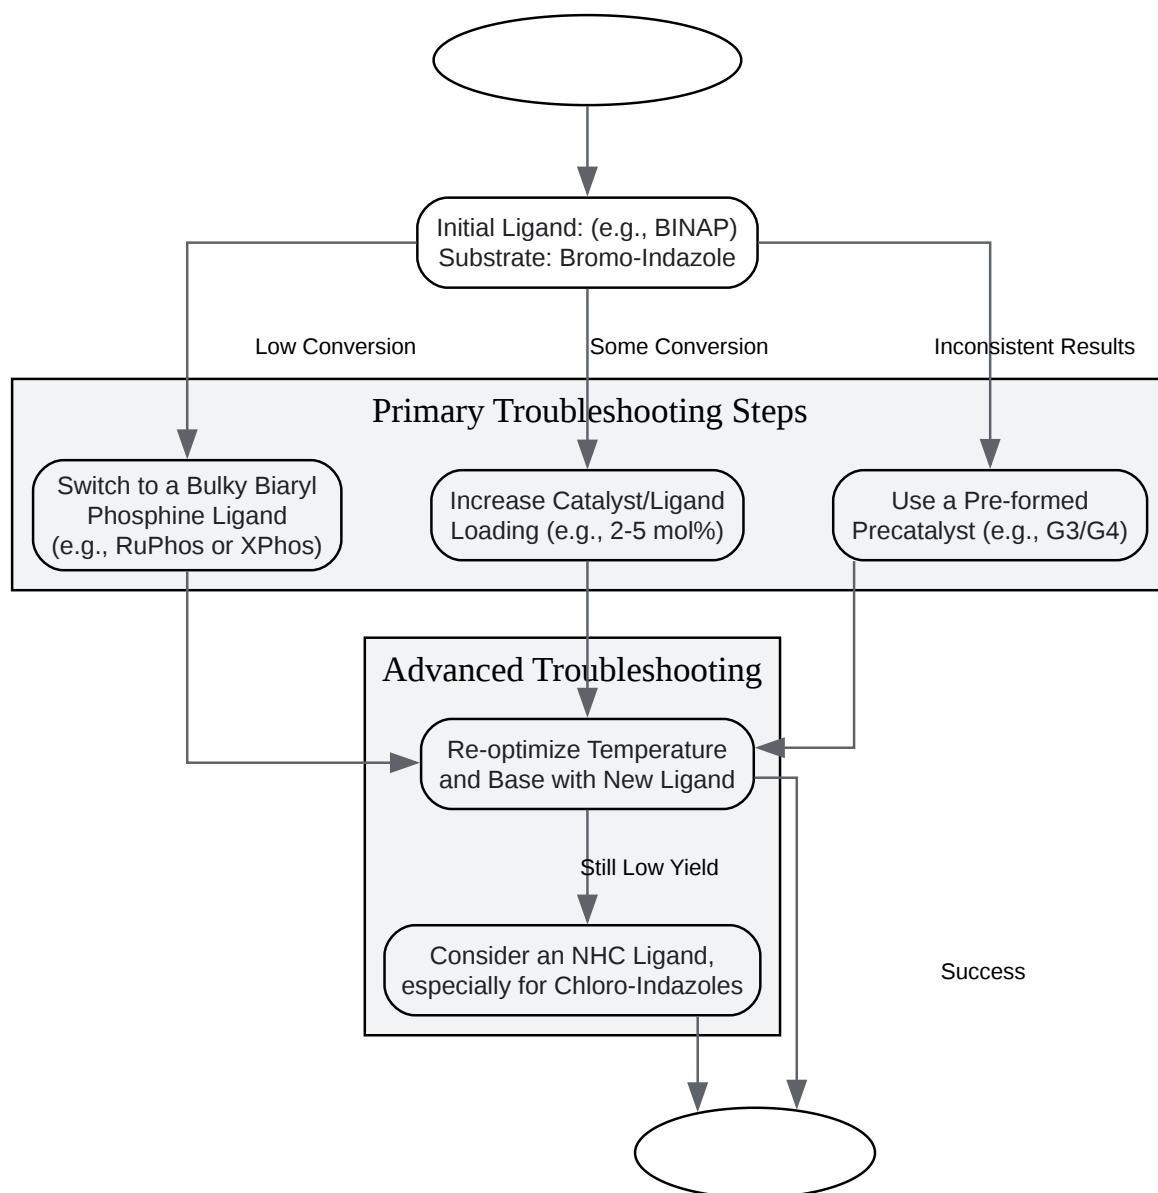 Initial Ligand: (e.g., BINAP)
Substrate: Bromo-Indazole
Low Conversion
Some Conversion
Inconsistent Results
Primary Troubleshooting Steps
Switch to a Bulky Biaryl
Phosphine Ligand
(e.g., RuPhos or XPhos)
Increase Catalyst/Ligand
Loading (e.g., 2-5 mol%)
Use a Pre-formed
Precatalyst (e.g., G3/G4)
Advanced Troubleshooting
Re-optimize Temperature
and Base with New Ligand
Still Low Yield
Consider an NHC Ligand,
especially for Chloro-Indazoles
Success